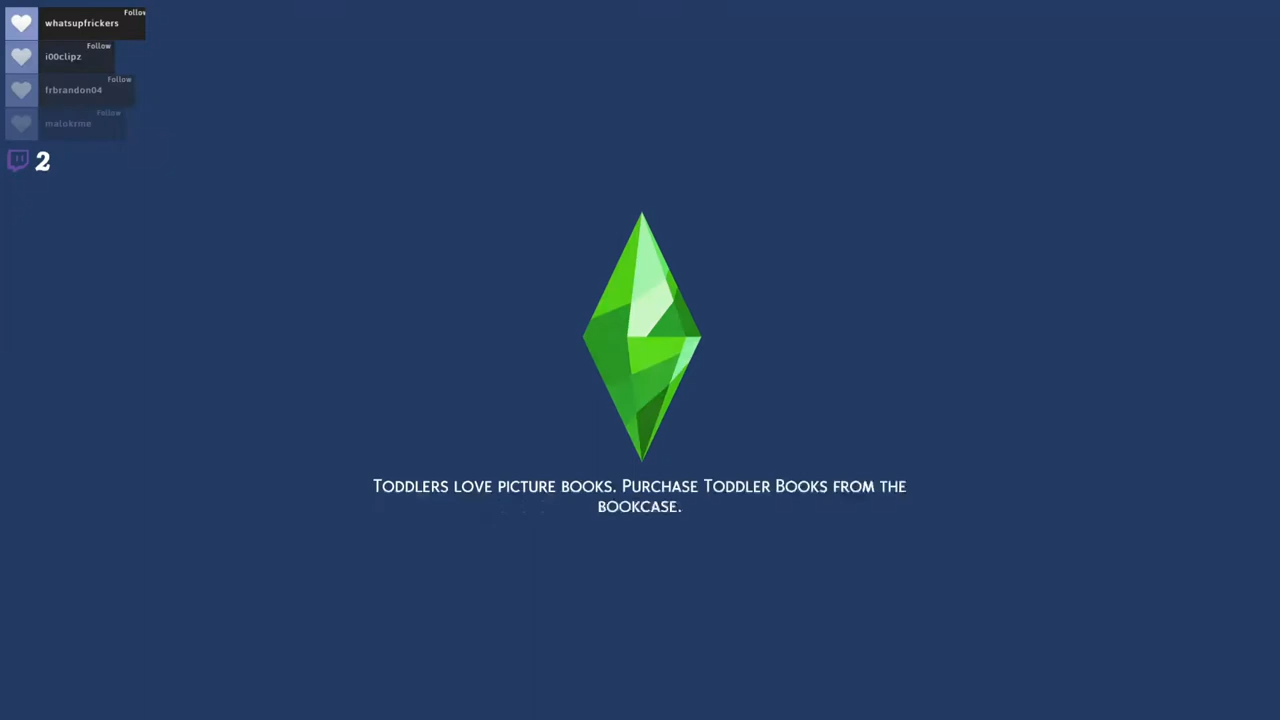 Follow
whatsupfrickers
Follow
i00clipz
Follow
frbrandon04
Follow
malokrme
2
TODDLERS LOVE PICTURE BOOKS. PURCHASE TODDLER BOOKS FROM THE
BOOKCASE.